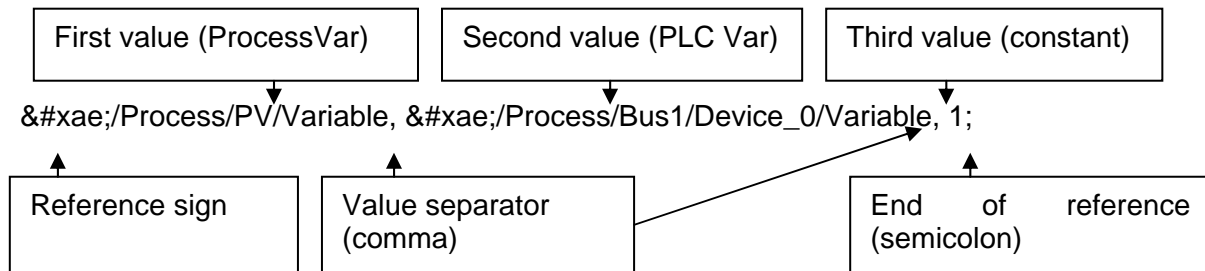 First value (ProcessVar)
Second value (PLC Var)
Third value (constant)
&#xae;/Process/PV/Variable, &#xae;/Process/Bus1/Device_0/Variable, 1;
Reference sign
Value separator
(comma)
End of reference
(semicolon)